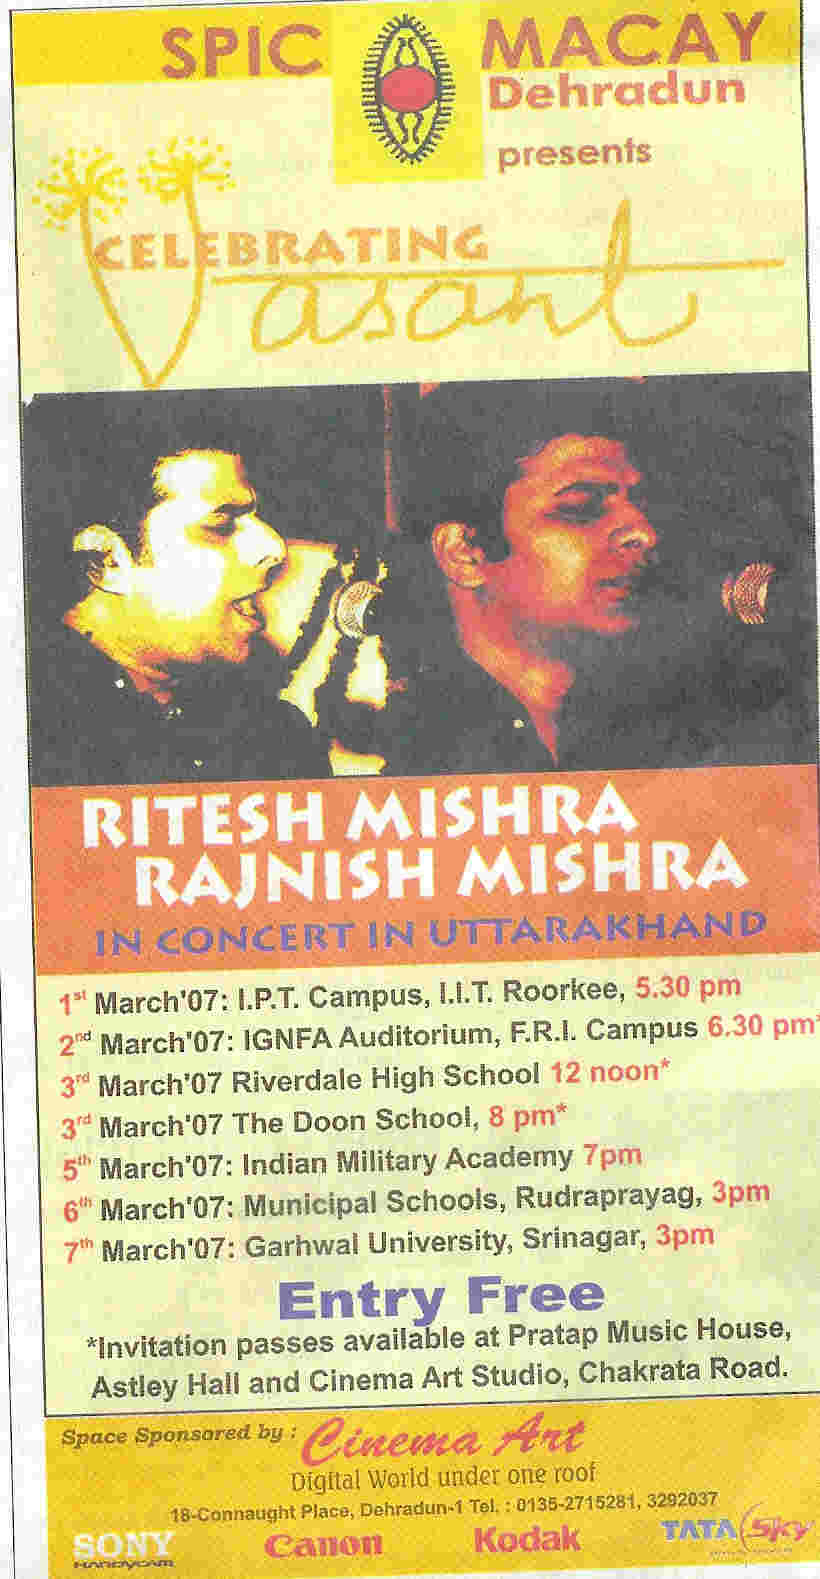 SPIC MACAY
Dehradun
presents
CELEBRATING
Vasant
RITESH MISHRA
RAJNISH MISHRA
IN CONCERT IN UTTARAKHAND
1st March'07: I.P.T. Campus, I.I.T. Roorkee, 5.30 pm
2nd March'07: IGNFA Auditorium, F.R.I. Campus 6.30 pm*
3rd March'07 Riverdale High School 12 noon*
3rd March'07 The Doon School, 8 pm*
5th March'07: Indian Military Academy 7pm
6th March'07: Municipal Schools, Rudraprayag, 3pm
7th March'07: Garhwal University, Srinagar, 3pm
Entry Free
*Invitation passes available at Pratap Music House,
Astley Hall and Cinema Art Studio, Chakrata Road.
Space Sponsored by : Cinema Art
Digital World under one roof
18-Connaught Place, Dehradun-1 Tel. : 0135-2715281, 3292037
SONY Canon Kodak TATA Sky
HANDYCAM